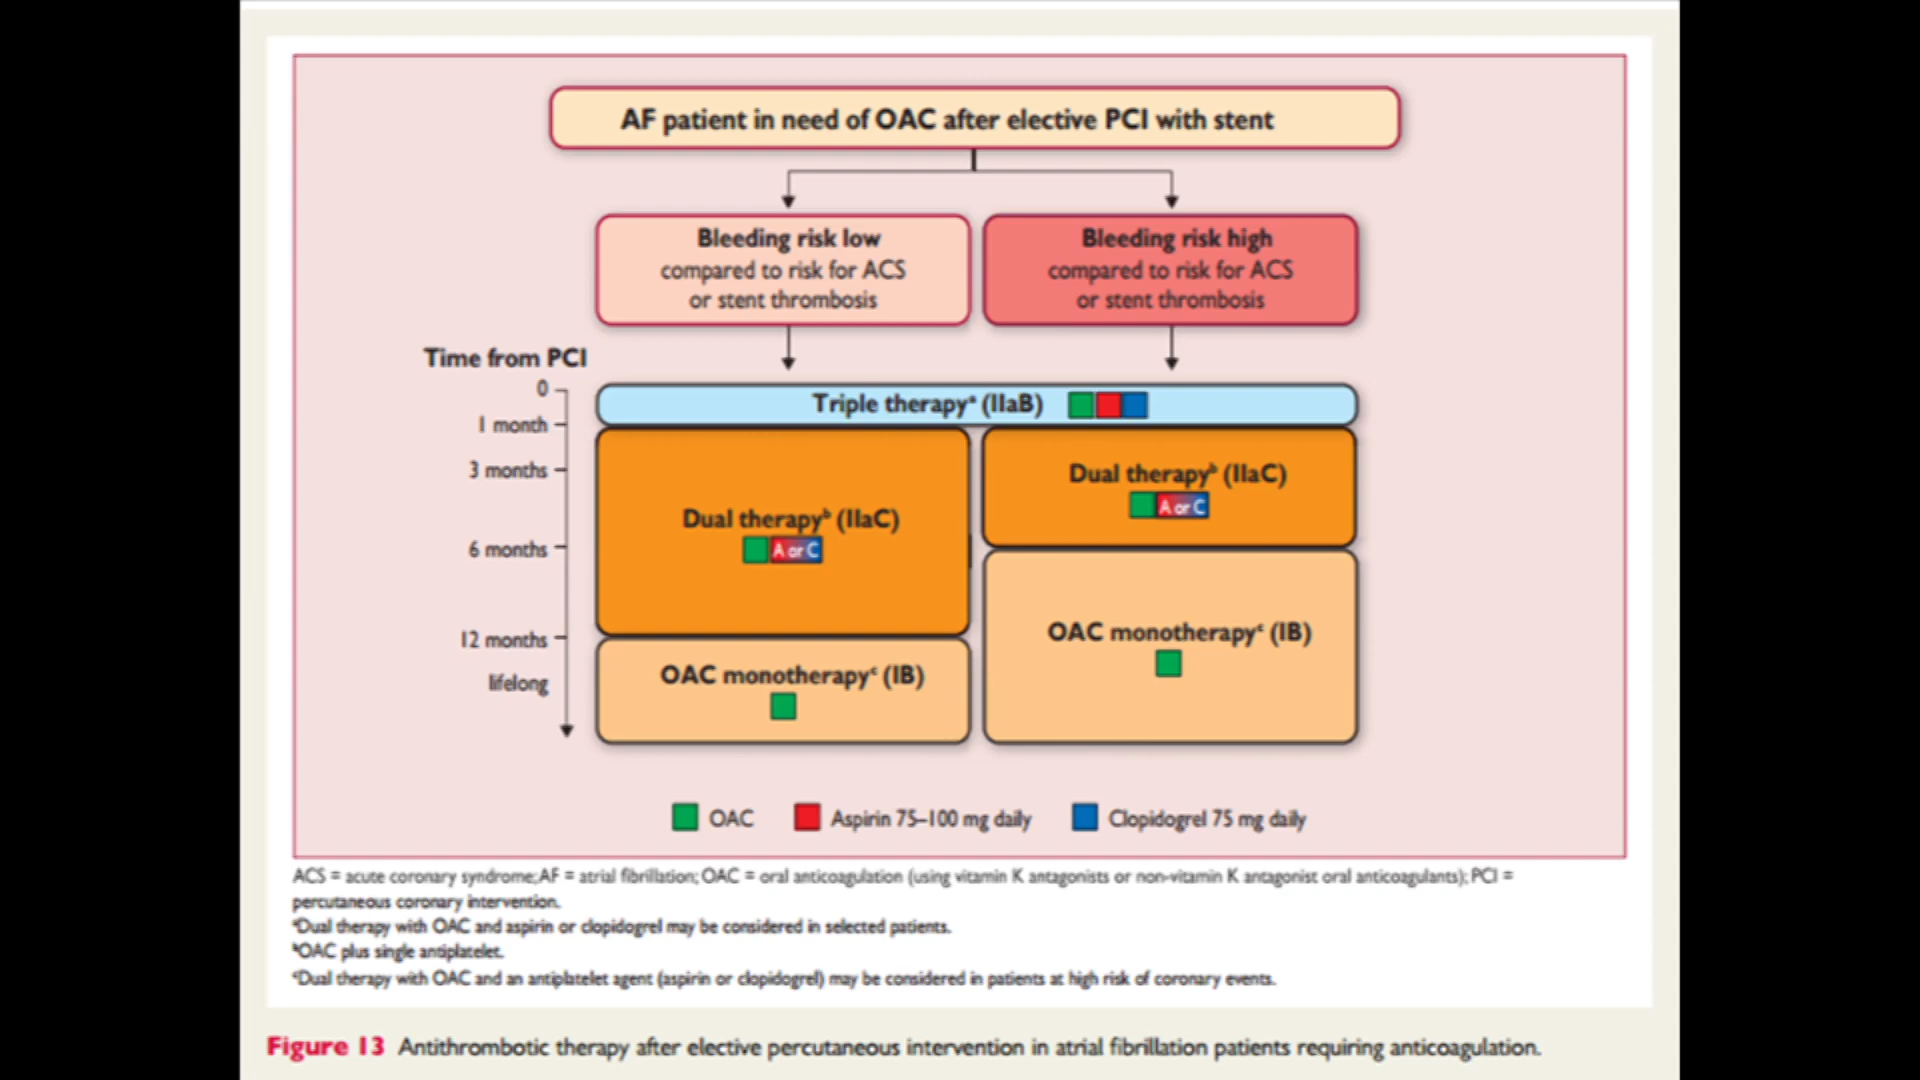 AF patient in need of OAC after elective PCI with stent
Bleeding risk low
compared to risk for ACS
or stent thrombosis
Bleeding risk high
compared to risk for ACS
or stent thrombosis
Time from PCI
0
1 month
3 months
6 months
12 months
lifelong
Triple therapyᵃ (IIaB)
Dual therapyᵇ (IIaC)
A or C
Dual therapyᵇ (IIaC)
A or C
OAC monotherapyᶜ (IB)
OAC monotherapyᶜ (IB)
OAC
Aspirin 75–100 mg daily
Clopidogrel 75 mg daily
ACS = acute coronary syndrome; AF = atrial fibrillation; OAC = oral anticoagulation (using vitamin K antagonists or non-vitamin K antagonist oral anticoagulants); PCI =
percutaneous coronary intervention.
ᵃDual therapy with OAC and aspirin or clopidogrel may be considered in selected patients.
ᵇOAC plus single antiplatelet.
ᶜDual therapy with OAC and an antiplatelet agent (aspirin or clopidogrel) may be considered in patients at high risk of coronary events.
Figure 13 Antithrombotic therapy after elective percutaneous intervention in atrial fibrillation patients requiring anticoagulation.